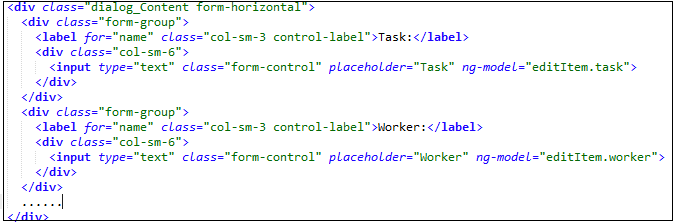 <div class="dialog_Content form-horizontal">
<div class="form-group">
<label for="name" class="col-sm-3 control-label">Task:</label>
<div class="col-sm-6">
<input type="text" class="form-control" placeholder="Task" ng-model="editItem.task">
</div>
</div>
<div class="form-group">
<label for="name" class="col-sm-3 control-label">Worker:</label>
<div class="col-sm-6">
<input type="text" class="form-control" placeholder="Worker" ng-model="editItem.worker">
</div>
</div>
......
</div>